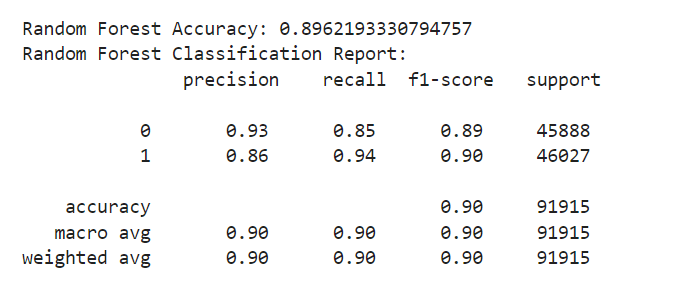 Random Forest Accuracy: 0.8962193330794757
Random Forest Classification Report:
precision recall f1-score support
0 0.93 0.85 0.89 45888
1 0.86 0.94 0.90 46027
accuracy 0.90 91915
macro avg 0.90 0.90 0.90 91915
weighted avg 0.90 0.90 0.90 91915